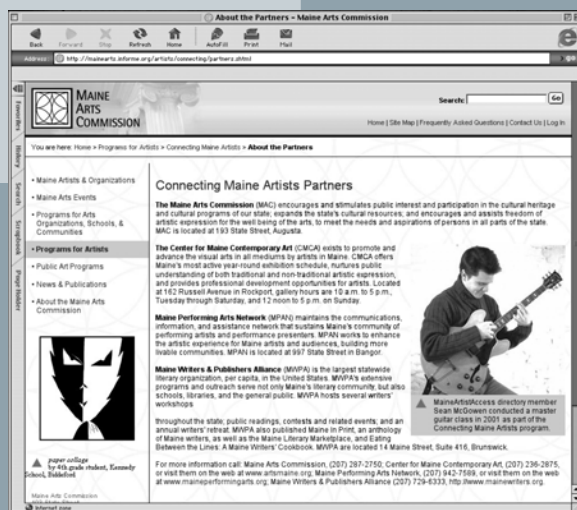 About the Partners - Maine Arts Commission
Back Forward Stop Refresh Home AutoFill Print Mail
Address http://mainearts.informe.org/artists/connecting/partners.shtml go
Favorites
History
Search
Scrapbook
Page Holder
MAINE
ARTS
COMMISSION
Search: Go
Home | Site Map | Frequently Asked Questions | Contact Us | Log In
You are here: Home > Programs for Artists > Connecting Maine Artists > About the Partners
• Maine Artists & Organizations
• Maine Arts Events
• Programs for Arts
Organizations, Schools, &
Communities
• Programs for Artists
• Public Art Programs
• News & Publications
• About the Maine Arts
Commission
paper collage
by 4th grade student, Kennedy
School, Biddeford
Maine Arts Commission
Connecting Maine Artists Partners
The Maine Arts Commission (MAC) encourages and stimulates public interest and participation in the cultural heritage
and cultural programs of our state; expands the state's cultural resources; and encourages and assists freedom of
artistic expression for the well being of the arts, to meet the needs and aspirations of persons in all parts of the state.
MAC is located at 193 State Street, Augusta.
The Center for Maine Contemporary Art (CMCA) exists to promote and
advance the visual arts in all mediums by artists in Maine. CMCA offers
Maine's most active year-round exhibition schedule, nurtures public
understanding of both traditional and non-traditional artistic expression,
and provides professional development opportunities for artists. Located
at 162 Russell Avenue in Rockport, gallery hours are 10 a.m. to 5 p.m.,
Tuesday through Saturday, and 12 noon to 5 p.m. on Sunday.
Maine Performing Arts Network (MPAN) maintains the communications,
information, and assistance network that sustains Maine's community of
performing artists and performance presenters. MPAN works to enhance
the artistic experience for Maine artists and audiences, building more
livable communities. MPAN is located at 997 State Street in Bangor.
Maine Writers & Publishers Alliance (MWPA) is the largest statewide
literary organization, per capita, in the United States. MWPA's extensive
programs and outreach serve not only Maine's literary community, but also
schools, libraries, and the general public. MWPA hosts several writers'
workshops
MaineArtistAccess directory member
Sean McGowen conducted a master
guitar class in 2001 as part of the
Connecting Maine Artists program.
throughout the state; public readings, contests and related events; and an
annual writers' retreat. MWPA also published Maine In Print, an anthology
of Maine writers, as well as the Maine Literary Marketplace, and Eating
Between the Lines: A Maine Writers' Cookbook. MWPA are located 14 Maine Street, Suite 416, Brunswick.
For more information call: Maine Arts Commission, (207) 287-2750; Center for Maine Contemporary Art, (207) 236-2875,
or visit them on the web at www.artsmaine.org; Maine Performing Arts Network, (207) 942-7589, or visit them on the web
at www.maineperformingarts.org; Maine Writers & Publishers Alliance (207) 729-6333, http://www.mainewriters.org.
Internet zone